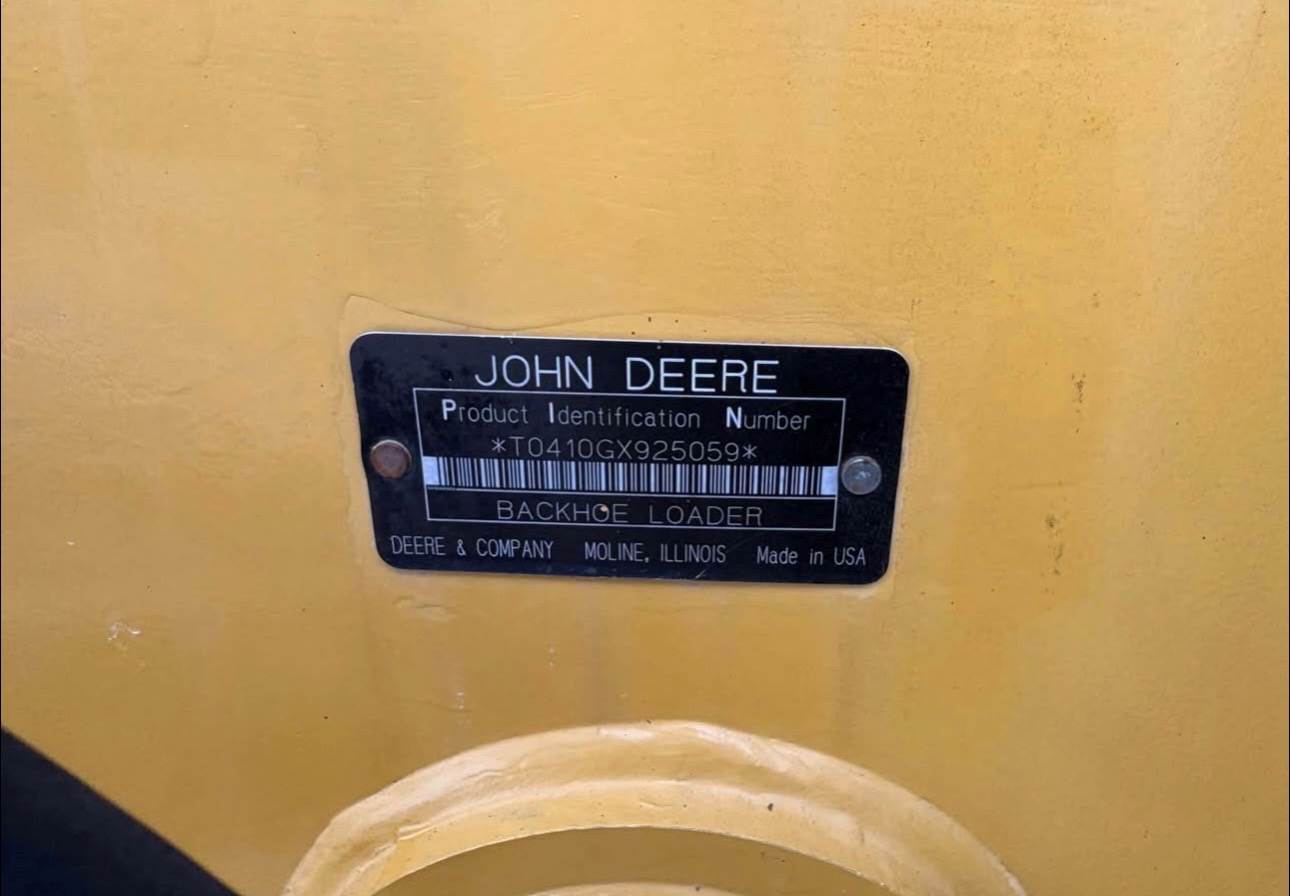 JOHN DEERE
Product Identification Number
*T0410GX925059*
BACKHOE LOADER
DEERE & COMPANY MOLINE, ILLINOIS Made in USA